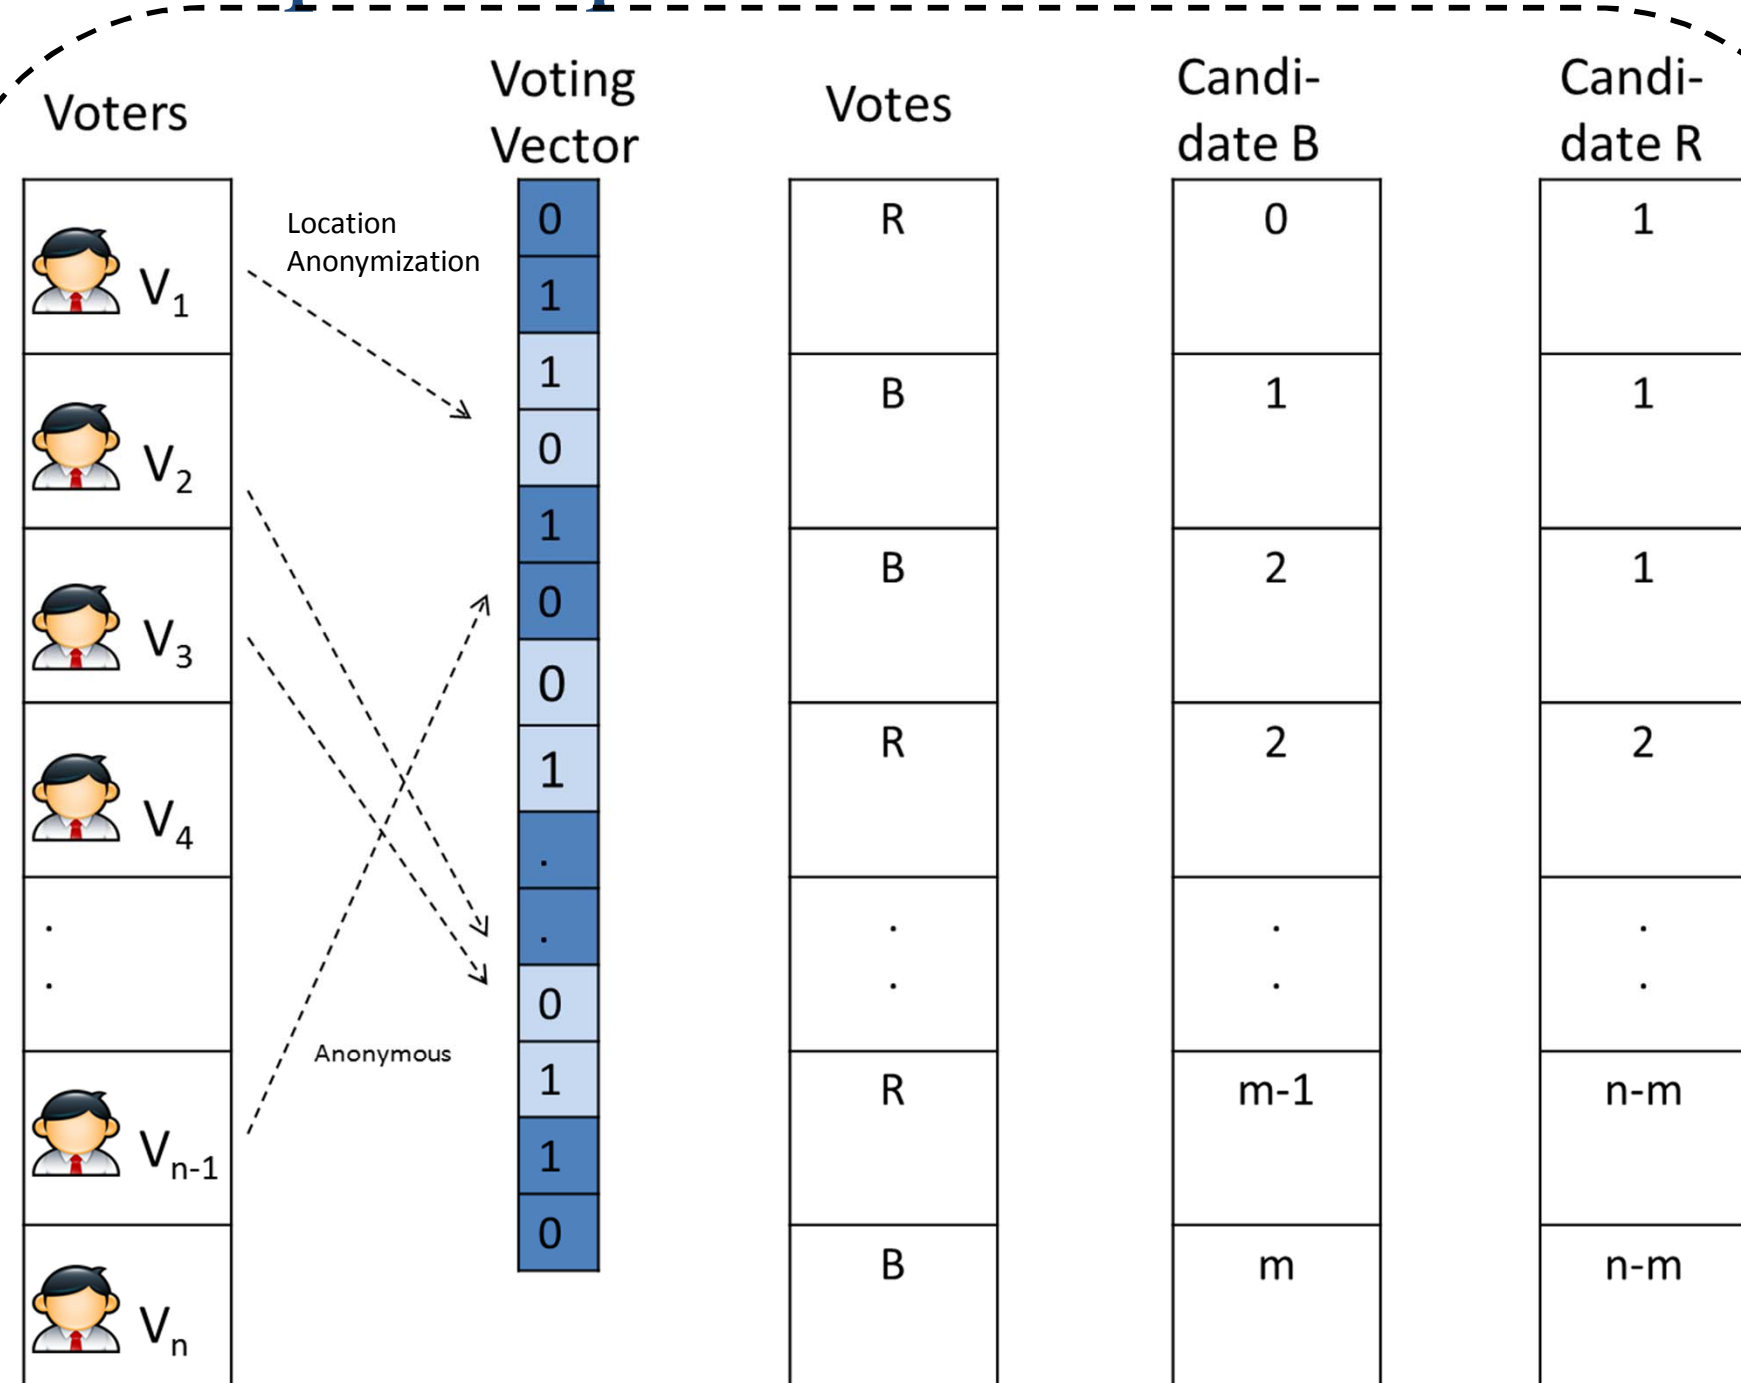 Voters
Voting
Vector
Votes
Candi-
date B
Candi-
date R
Location
Anonymization
Anonymous
V1
V2
V3
V4
.
.
Vn-1
Vn
0
1
1
0
1
0
0
1
.
.
0
1
1
0
R
B
B
R
.
.
R
B
0
1
2
2
.
.
m-1
m
1
1
1
2
.
.
n-m
n-m